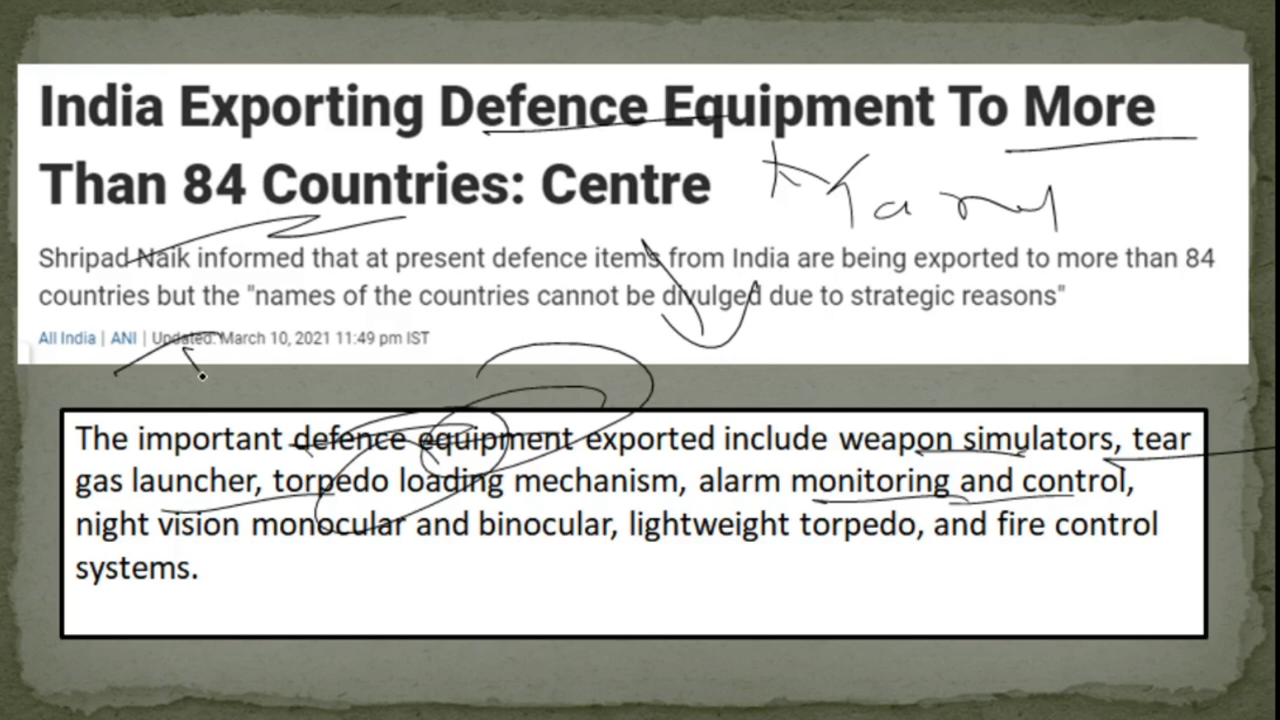 India Exporting Defence Equipment To More
Than 84 Countries: Centre
Shripad Naik informed that at present defence items from India are being exported to more than 84
countries but the "names of the countries cannot be divulged due to strategic reasons"
All India | ANI | Updated: March 10, 2021 11:49 pm IST
The important defence equipment exported include weapon simulators, tear
gas launcher, torpedo loading mechanism, alarm monitoring and control,
night vision monocular and binocular, lightweight torpedo, and fire control
systems.